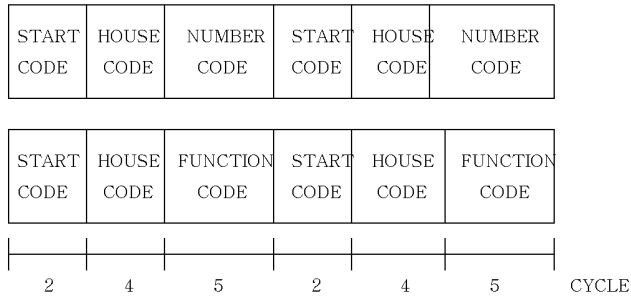 START HOUSE NUMBER START HOUSE NUMBER
CODE CODE CODE CODE CODE CODE
START HOUSE FUNCTION START HOUSE FUNCTION
CODE CODE CODE CODE CODE CODE
2 4 5 2 4 5 CYCLE